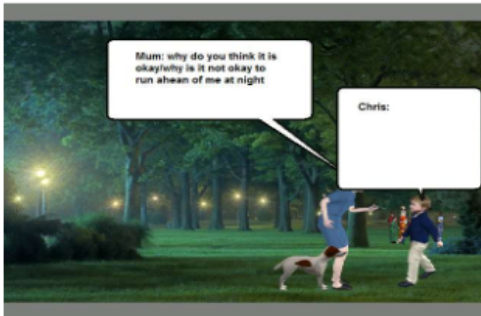 Mum: why do you think it is
okay/why is it not okay to
run ahean of me at night
Chris: